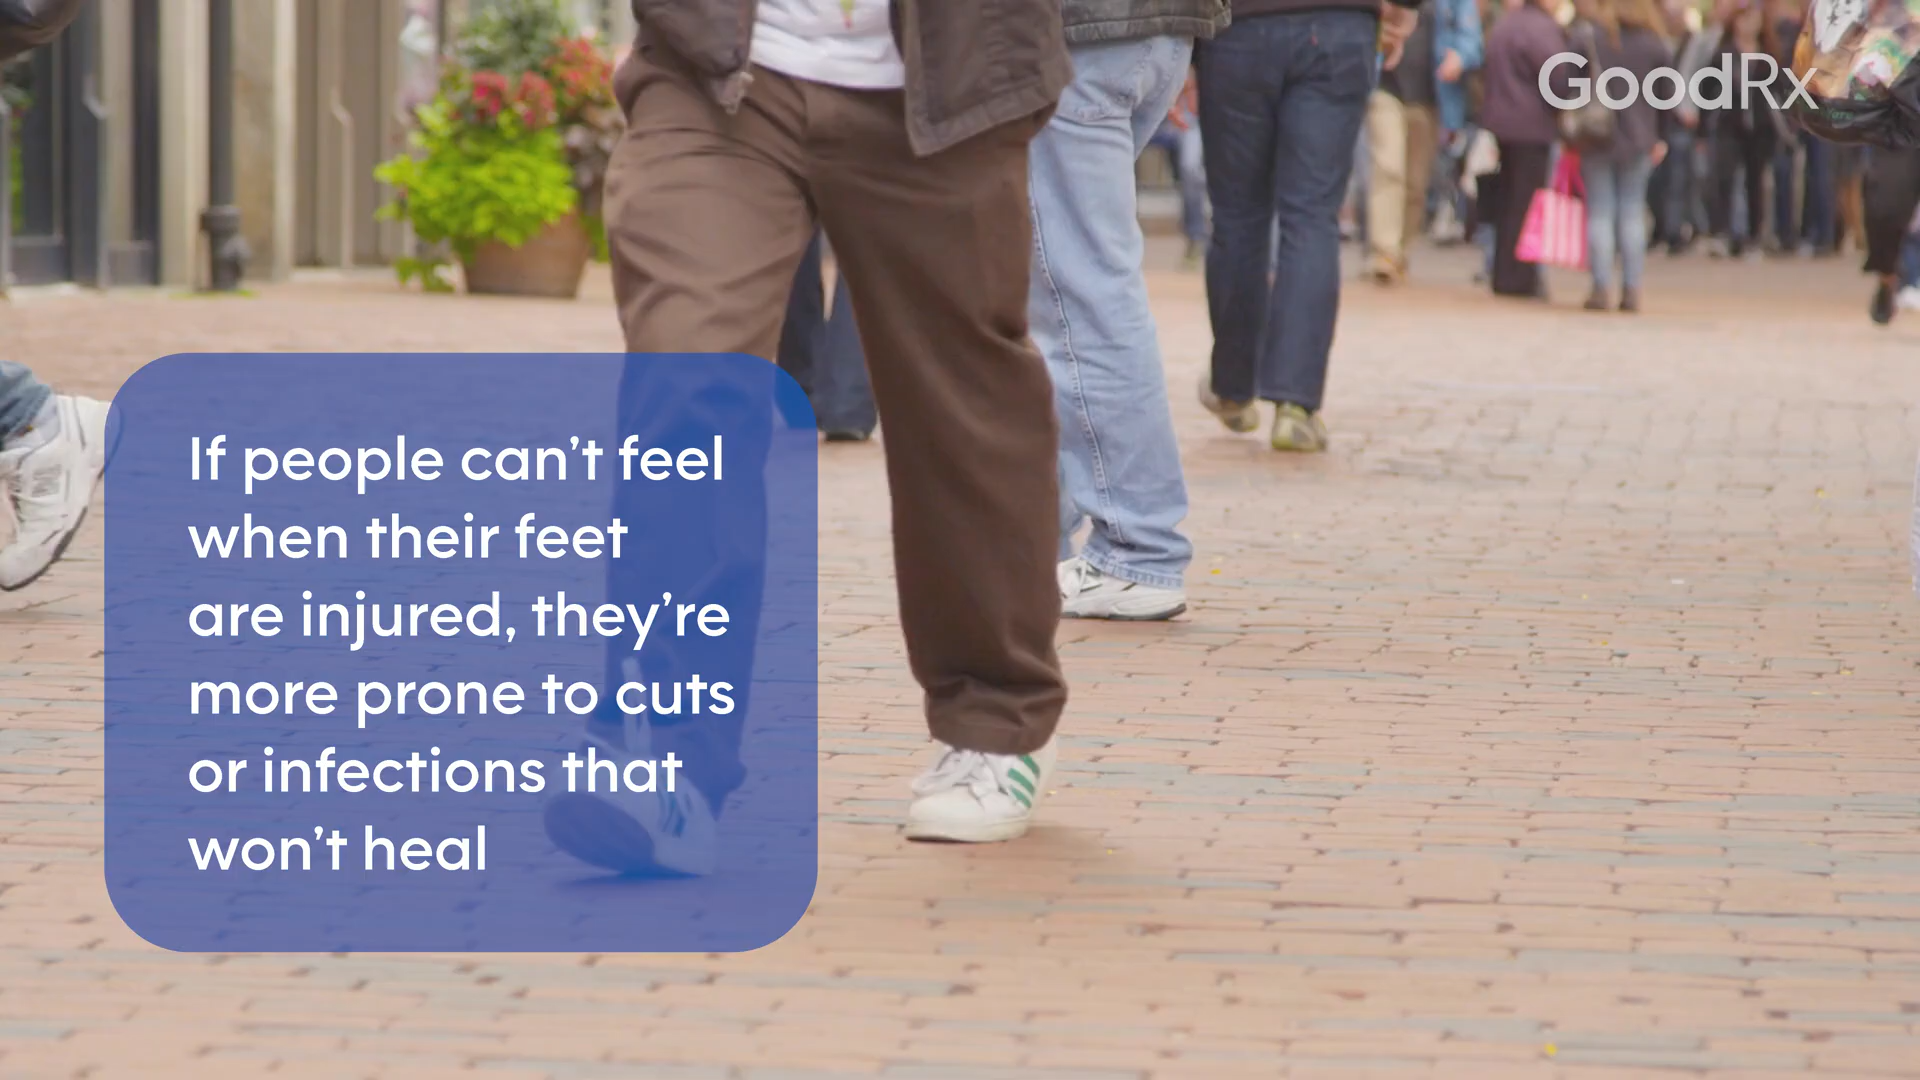 GoodRx
If people can’t feel
when their feet
are injured, they’re
more prone to cuts
or infections that
won’t heal